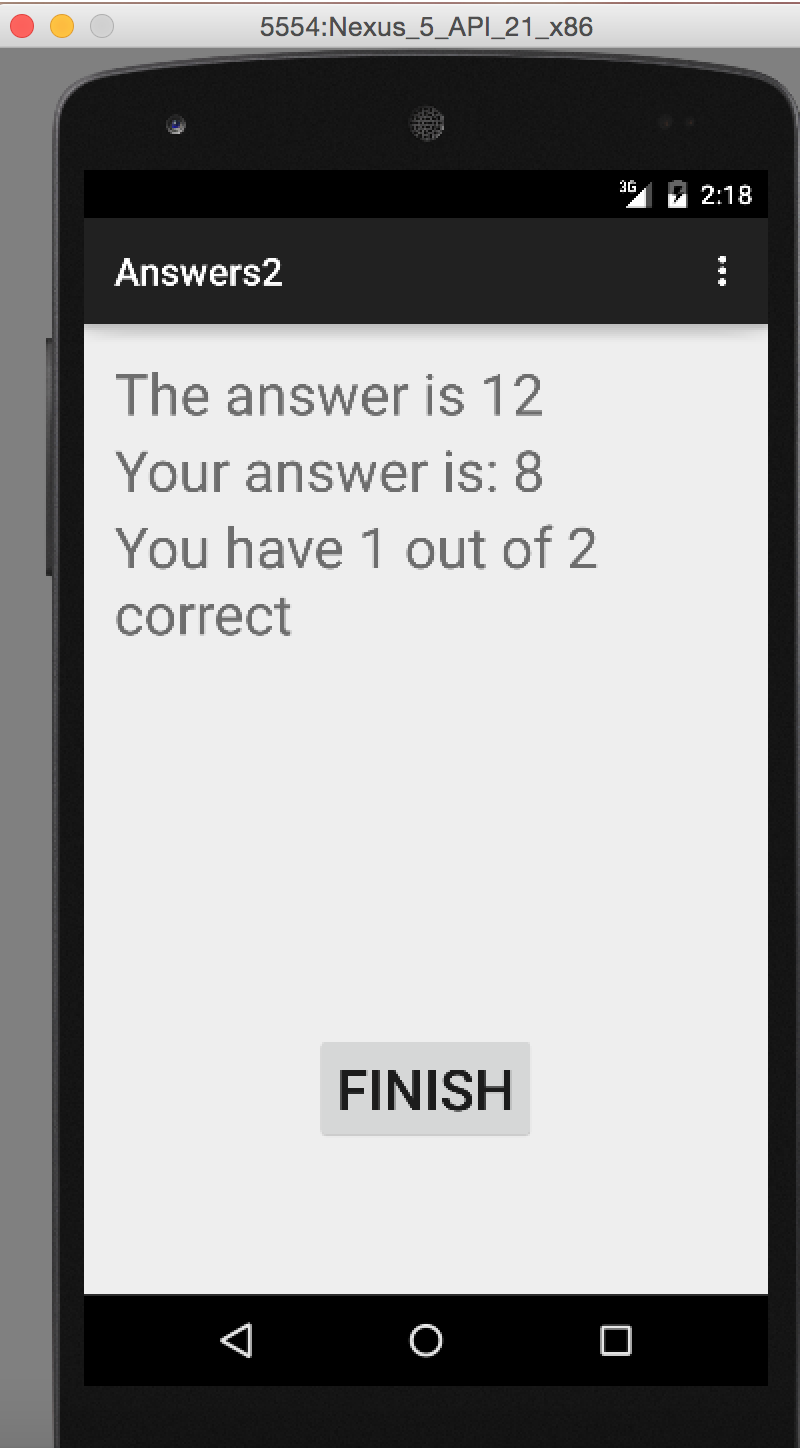 5554:Nexus_5_API_21_x86
3G 2:18
Answers2
The answer is 12
Your answer is: 8
You have 1 out of 2
correct
FINISH